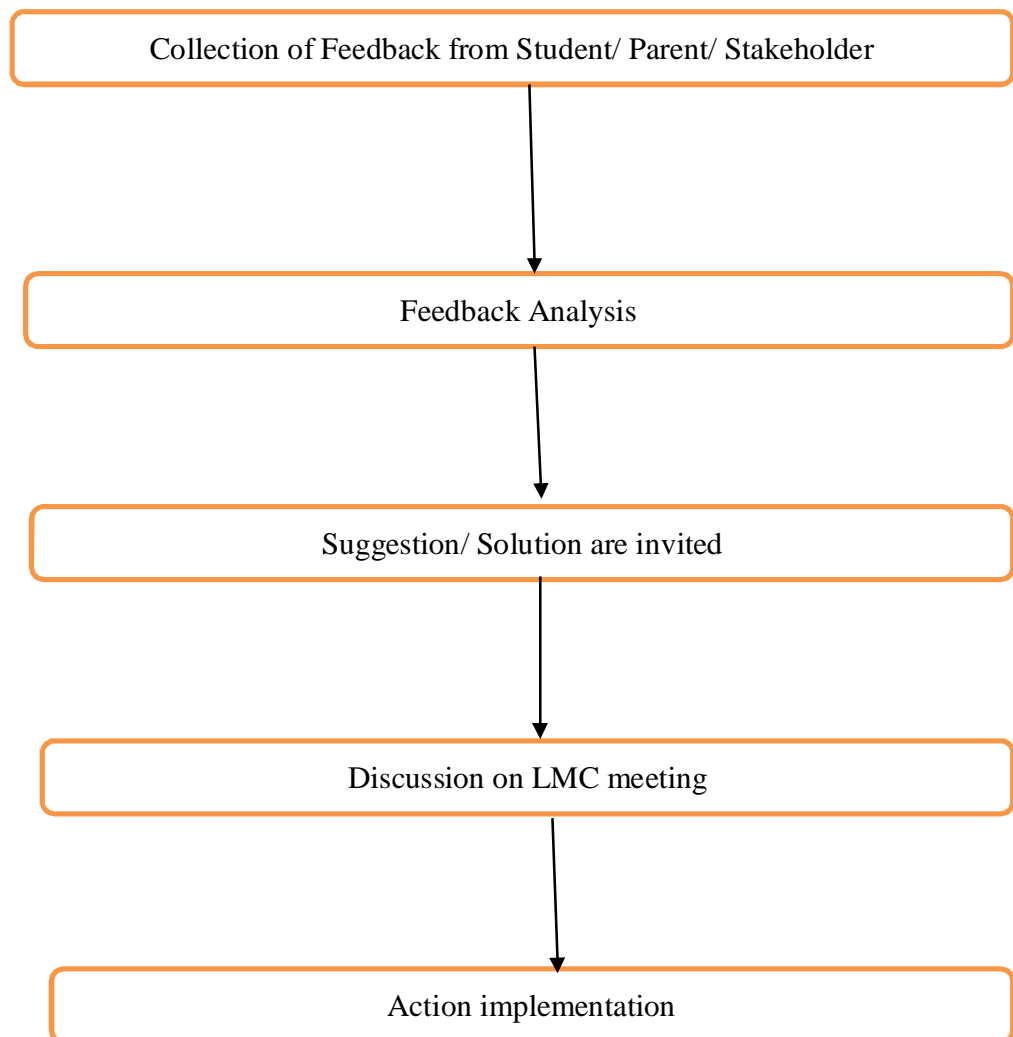 Collection of Feedback from Student/ Parent/ Stakeholder
Feedback Analysis
Suggestion/ Solution are invited
Discussion on LMC meeting
Action implementation